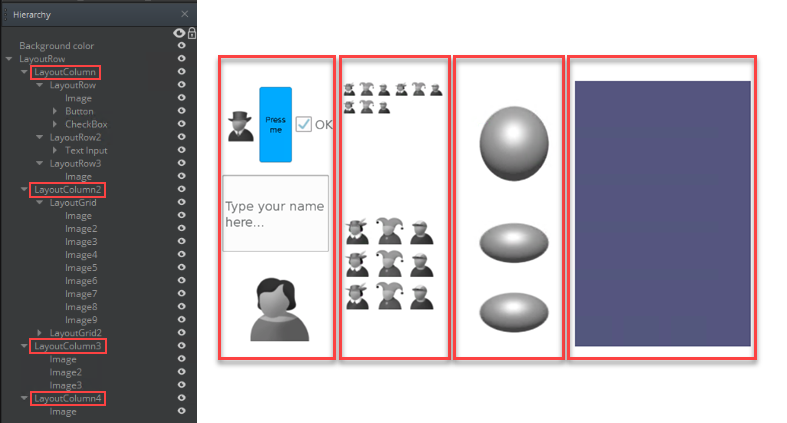 Hierarchy
Background color
LayoutRow
LayoutColumn
LayoutRow
Image
Button
CheckBox
LayoutRow2
Text Input
LayoutRow3
Image
LayoutColumn2
LayoutGrid
Image
Image2
Image3
Image4
Image5
Image6
Image7
Image8
Image9
LayoutGrid2
LayoutColumn3
Image
Image2
Image3
LayoutColumn4
Image
Press
me
OK
Type your name
here...